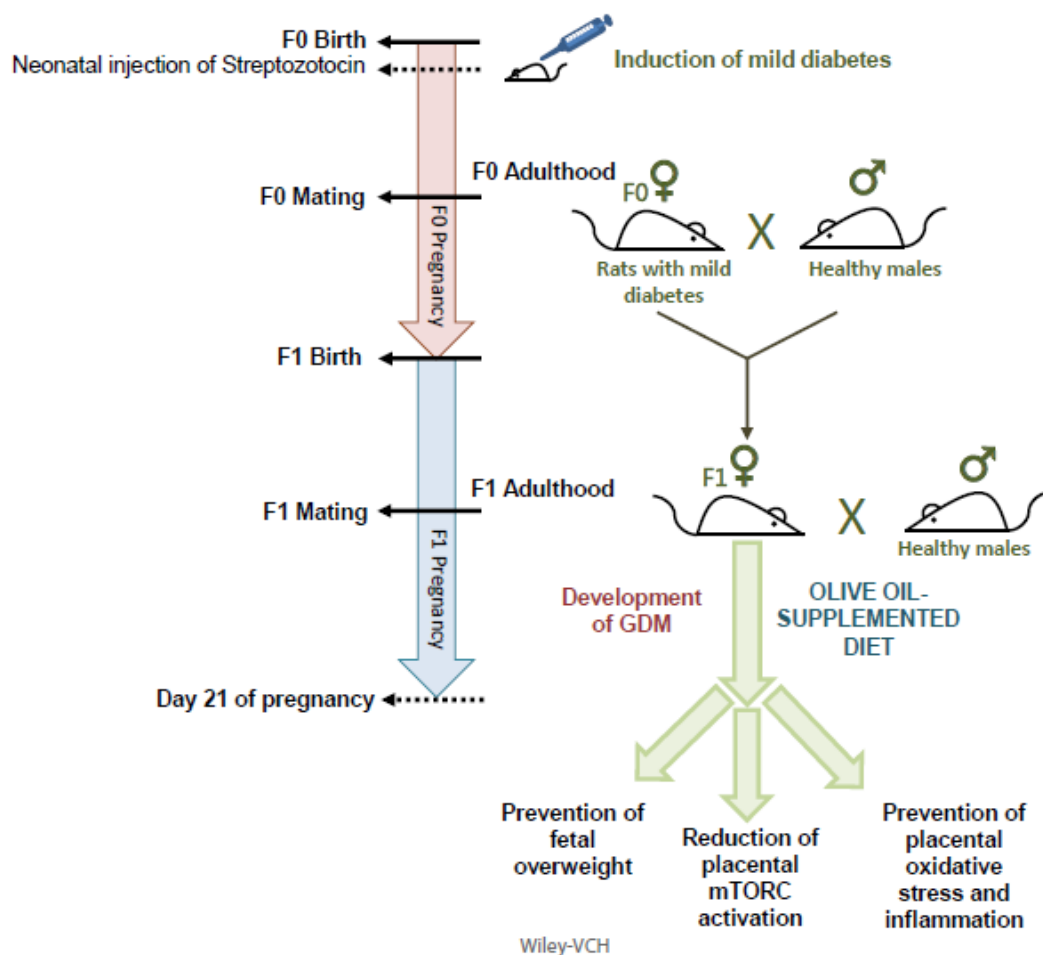 F0 Birth
Neonatal injection of Streptozotocin
Induction of mild diabetes
F0 Adulthood
F0 Mating
F0 Pregnancy
F0 ♀
♂
X
Rats with mild
diabetes
Healthy males
F1 Birth
F1 Adulthood
F1 Mating
F1 Pregnancy
F1 ♀
♂
X
Healthy males
Development
of GDM
OLIVE OIL-
SUPPLEMENTED
DIET
Day 21 of pregnancy
Prevention of
fetal
overweight
Reduction of
placental
mTORC
activation
Prevention of
placental
oxidative
stress and
inflammation
Wiley-VCH